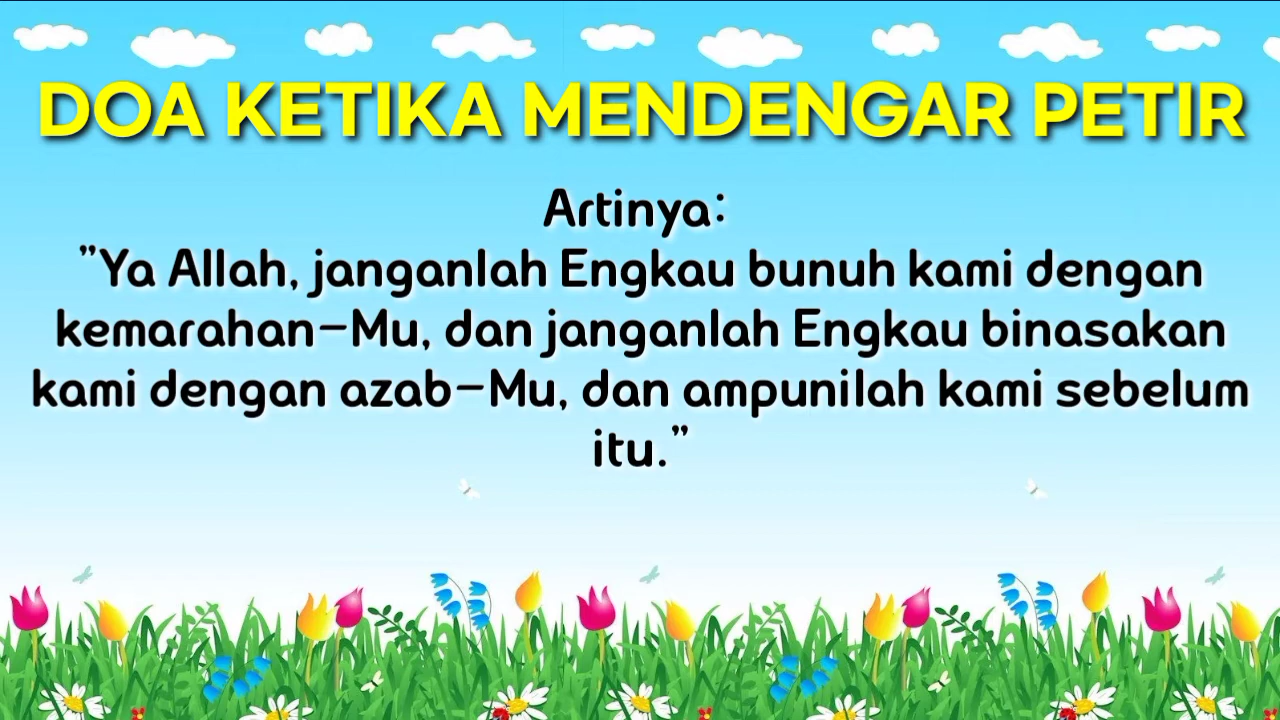 DOA KETIKA MENDENGAR PETIR
Artinya:
"Ya Allah, janganlah Engkau bunuh kami dengan
kemarahan-Mu, dan janganlah Engkau binasakan
kami dengan azab-Mu, dan ampunilah kami sebelum
itu."